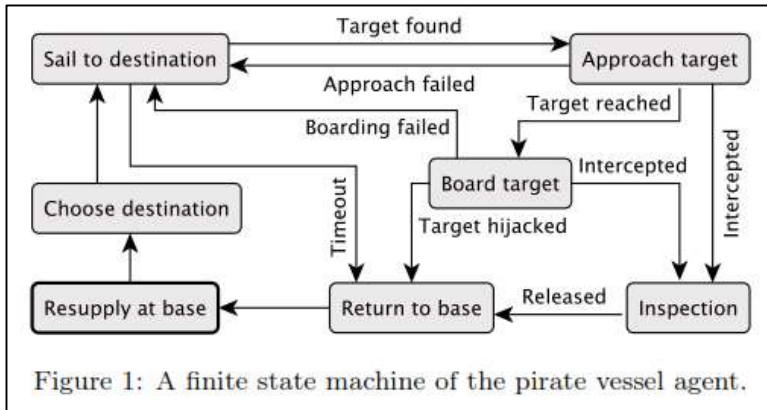 Target found
Sail to destination
Approach target
Approach failed
Target reached
Boarding failed
Intercepted
Board target
Intercepted
Choose destination
Timeout
Target hijacked
Released
Resupply at base
Return to base
Inspection
Figure 1: A finite state machine of the pirate vessel agent.